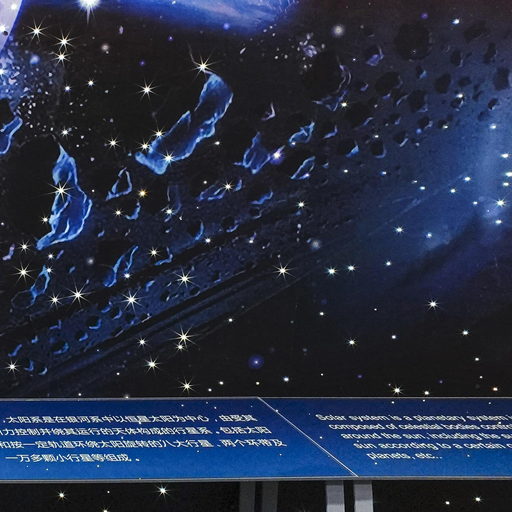 太阳系是在银河系中以恒星太阳为中心，由受其
力控制并绕其运行的天体构成的行星系，包括太阳
和按一定轨道环绕太阳旋转的八大行星、两个环带及
一万多颗小行星等组成。
Solar system is a planetary system
composed of celestial bodies
around the sun, including the
sun according to a certain
planets , etc...